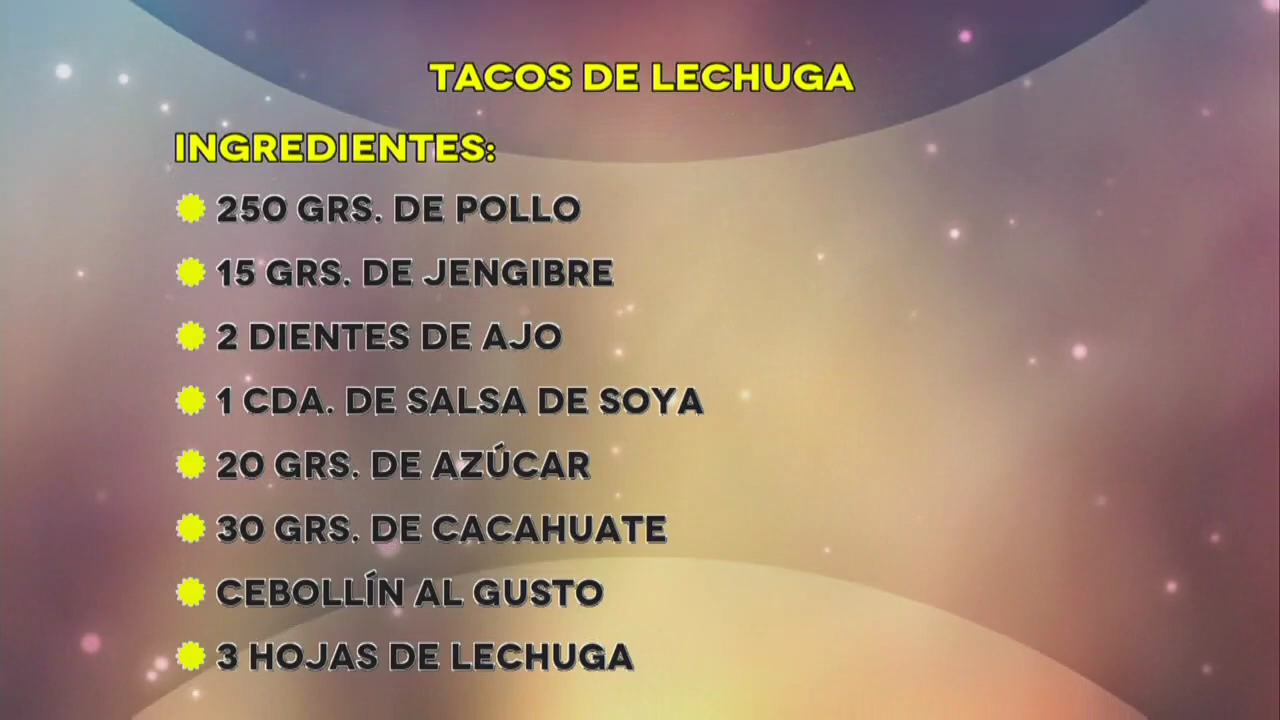 TACOS DE LECHUGA
INGREDIENTES:
250 GRS. DE POLLO
15 GRS. DE JENGIBRE
2 DIENTES DE AJO
1 CDA. DE SALSA DE SOYA
20 GRS. DE AZÚCAR
30 GRS. DE CACAHUATE
CEBOLLÍN AL GUSTO
3 HOJAS DE LECHUGA